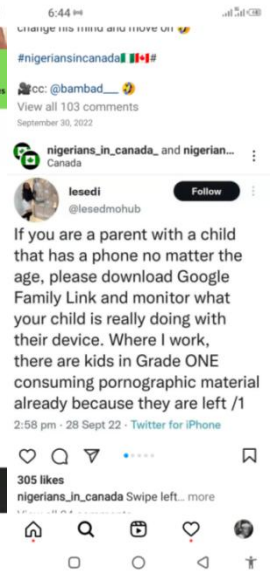 6:44
change his mind and move on 🤣
#nigeriansincanada🇳🇬🇨🇦#
🎥cc: @bambad__ 🤣
View all 103 comments
September 30, 2022
nigerians_in_canada_ and nigerian...
Canada
lesedi
Follow
@lesedmohub
If you are a parent with a child
that has a phone no matter the
age, please download Google
Family Link and monitor what
your child is really doing with
their device. Where I work,
there are kids in Grade ONE
consuming pornographic material
already because they are left /1
2:58 pm · 28 Sept 22 · Twitter for iPhone
305 likes
nigerians_in_canada Swipe left... more